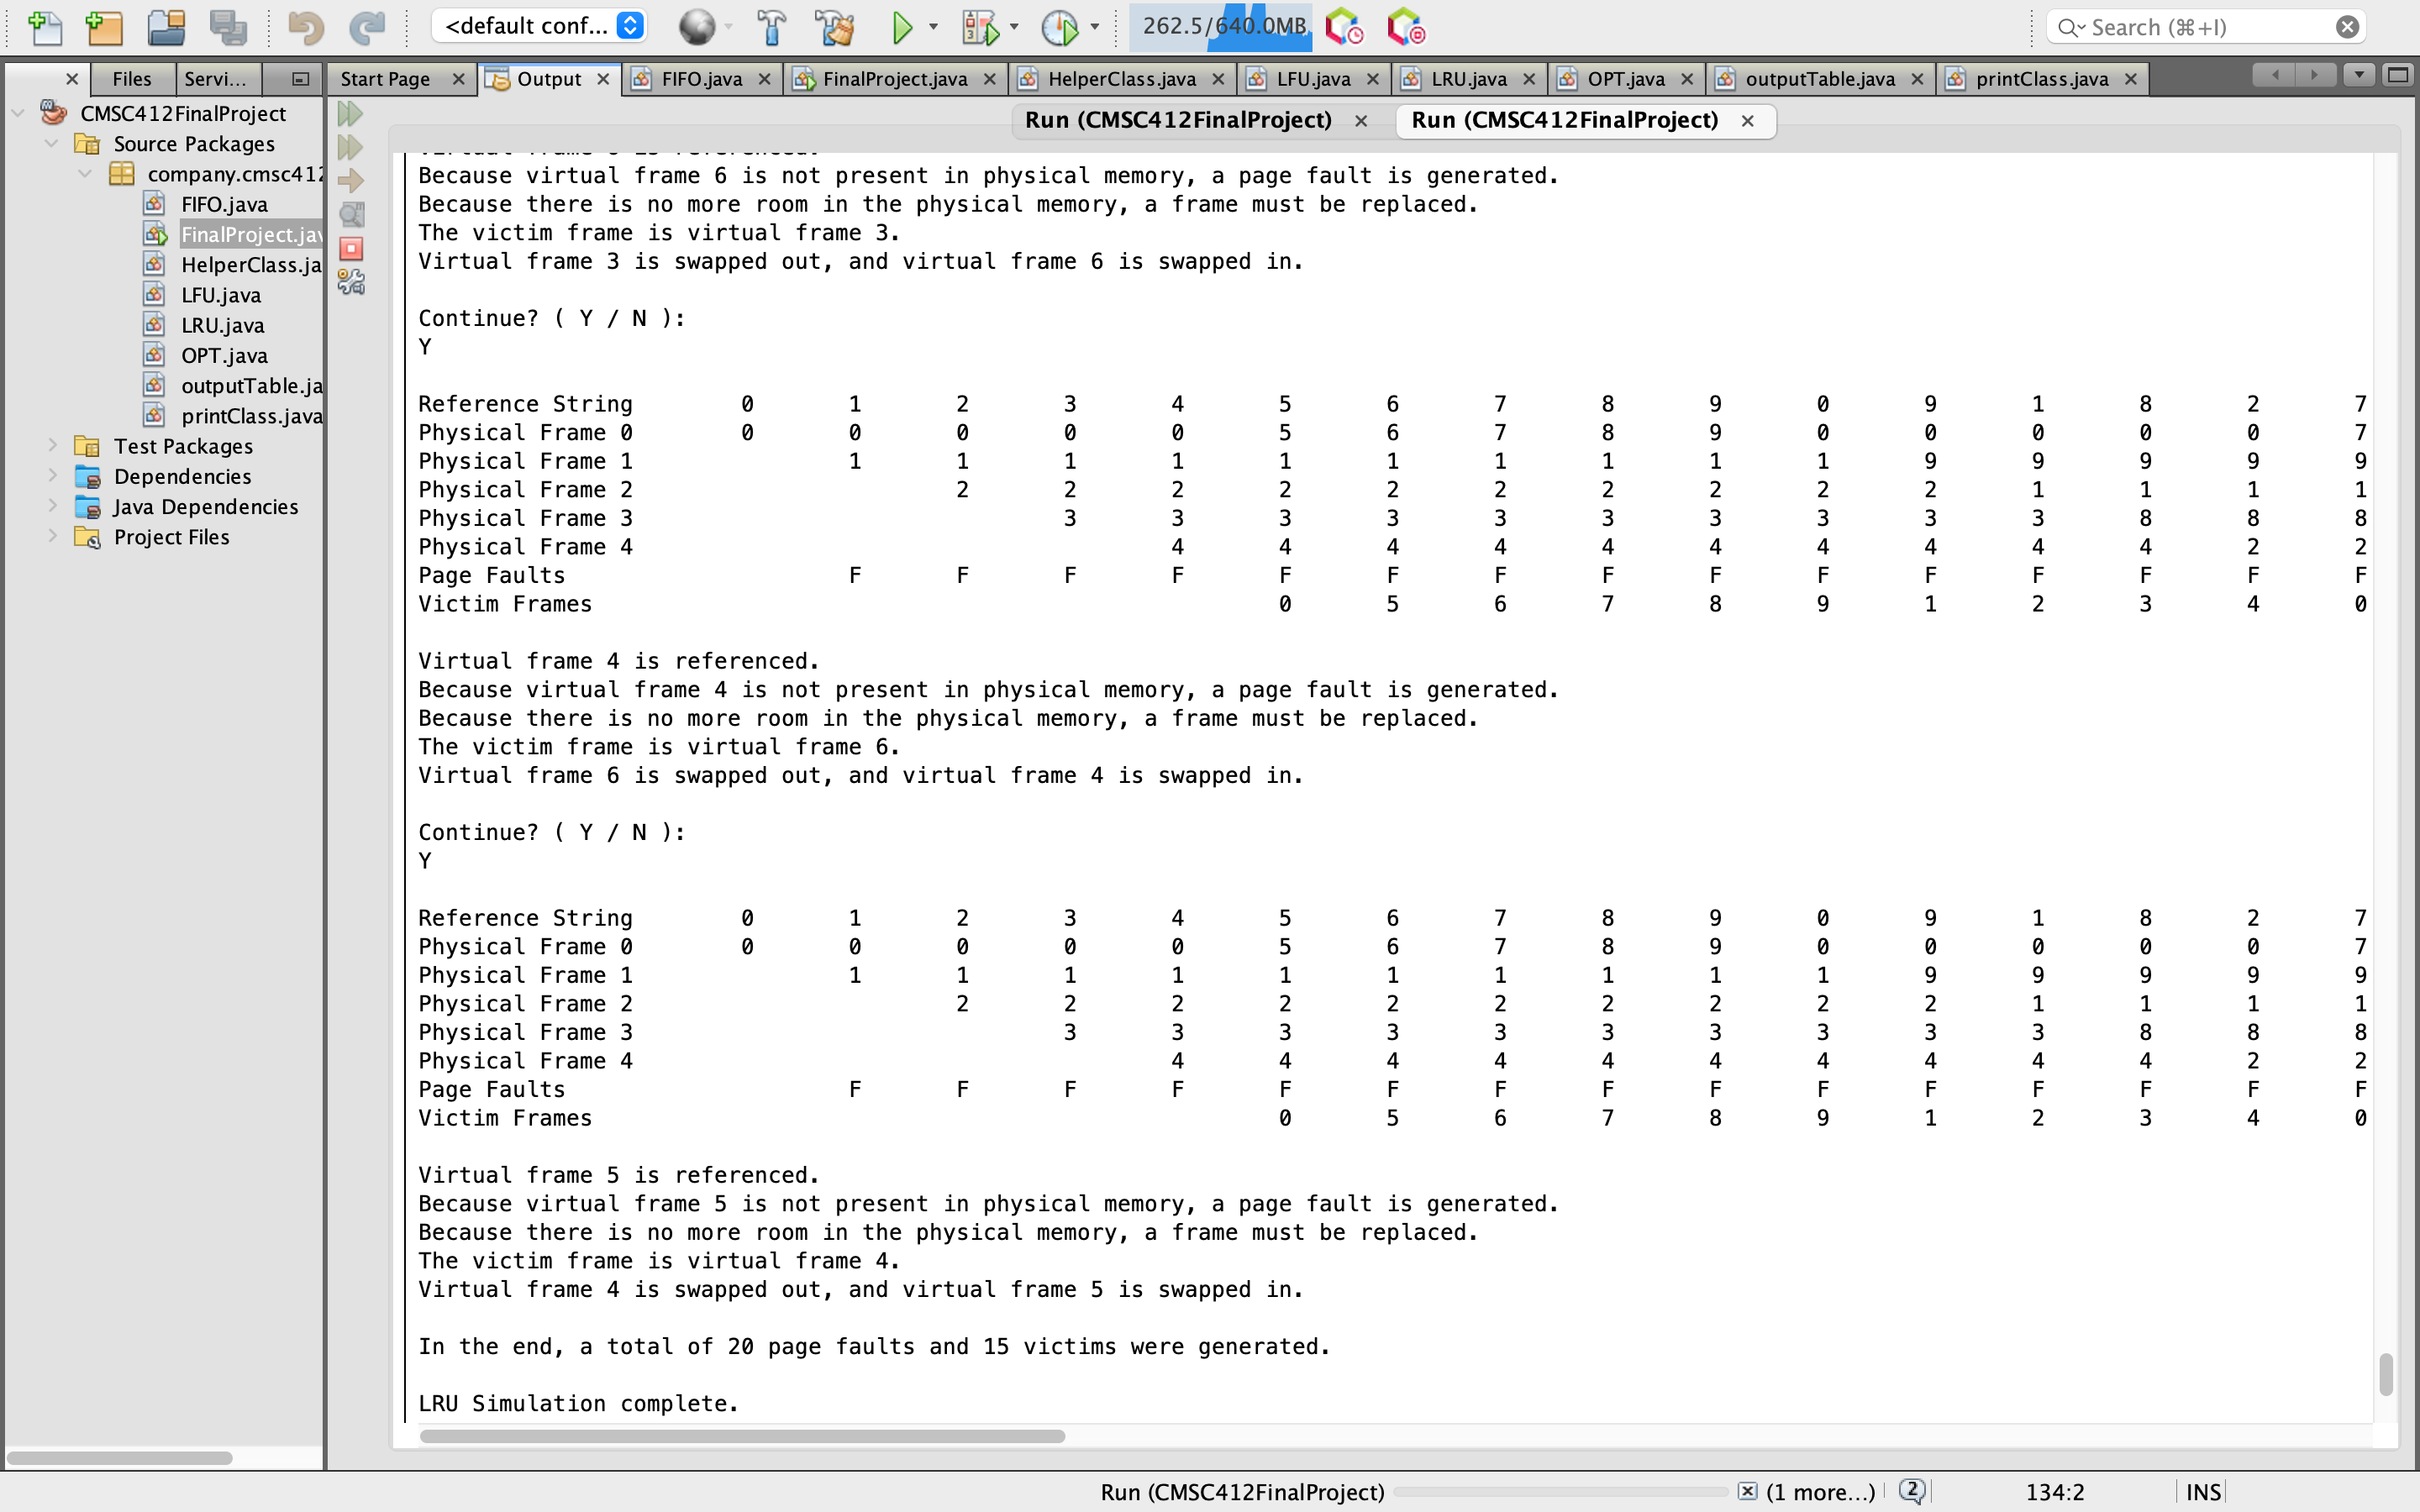 <default conf...
262.5/640.0MB
Search (⌘+I)
Files
Servi...
Start Page
Output
FIFO.java
FinalProject.java
HelperClass.java
LFU.java
LRU.java
OPT.java
outputTable.java
printClass.java
CMSC412FinalProject
Source Packages
company.cmsc412
FIFO.java
FinalProject.jav
HelperClass.ja
LFU.java
LRU.java
OPT.java
outputTable.ja
printClass.java
Test Packages
Dependencies
Java Dependencies
Project Files
Run (CMSC412FinalProject)
Run (CMSC412FinalProject)
Because virtual frame 6 is not present in physical memory, a page fault is generated.
Because there is no more room in the physical memory, a frame must be replaced.
The victim frame is virtual frame 3.
Virtual frame 3 is swapped out, and virtual frame 6 is swapped in.
Continue? ( Y / N ):
Y
Reference String 0 1 2 3 4 5 6 7 8 9 0 9 1 8 2 7
Physical Frame 0 0 0 0 0 0 5 6 7 8 9 0 0 0 0 0 7
Physical Frame 1 1 1 1 1 1 1 1 1 1 1 9 9 9 9 9
Physical Frame 2 2 2 2 2 2 2 2 2 2 2 1 1 1 1
Physical Frame 3 3 3 3 3 3 3 3 3 3 3 8 8 8
Physical Frame 4 4 4 4 4 4 4 4 4 4 4 2 2
Page Faults F F F F F F F F F F F F F F F
Victim Frames 0 5 6 7 8 9 1 2 3 4 0
Virtual frame 4 is referenced.
Because virtual frame 4 is not present in physical memory, a page fault is generated.
Because there is no more room in the physical memory, a frame must be replaced.
The victim frame is virtual frame 6.
Virtual frame 6 is swapped out, and virtual frame 4 is swapped in.
Continue? ( Y / N ):
Y
Reference String 0 1 2 3 4 5 6 7 8 9 0 9 1 8 2 7
Physical Frame 0 0 0 0 0 0 5 6 7 8 9 0 0 0 0 0 7
Physical Frame 1 1 1 1 1 1 1 1 1 1 1 9 9 9 9 9
Physical Frame 2 2 2 2 2 2 2 2 2 2 2 1 1 1 1
Physical Frame 3 3 3 3 3 3 3 3 3 3 3 8 8 8
Physical Frame 4 4 4 4 4 4 4 4 4 4 4 2 2
Page Faults F F F F F F F F F F F F F F F
Victim Frames 0 5 6 7 8 9 1 2 3 4 0
Virtual frame 5 is referenced.
Because virtual frame 5 is not present in physical memory, a page fault is generated.
Because there is no more room in the physical memory, a frame must be replaced.
The victim frame is virtual frame 4.
Virtual frame 4 is swapped out, and virtual frame 5 is swapped in.
In the end, a total of 20 page faults and 15 victims were generated.
LRU Simulation complete.
Run (CMSC412FinalProject)
(1 more...)
2
134:2
INS